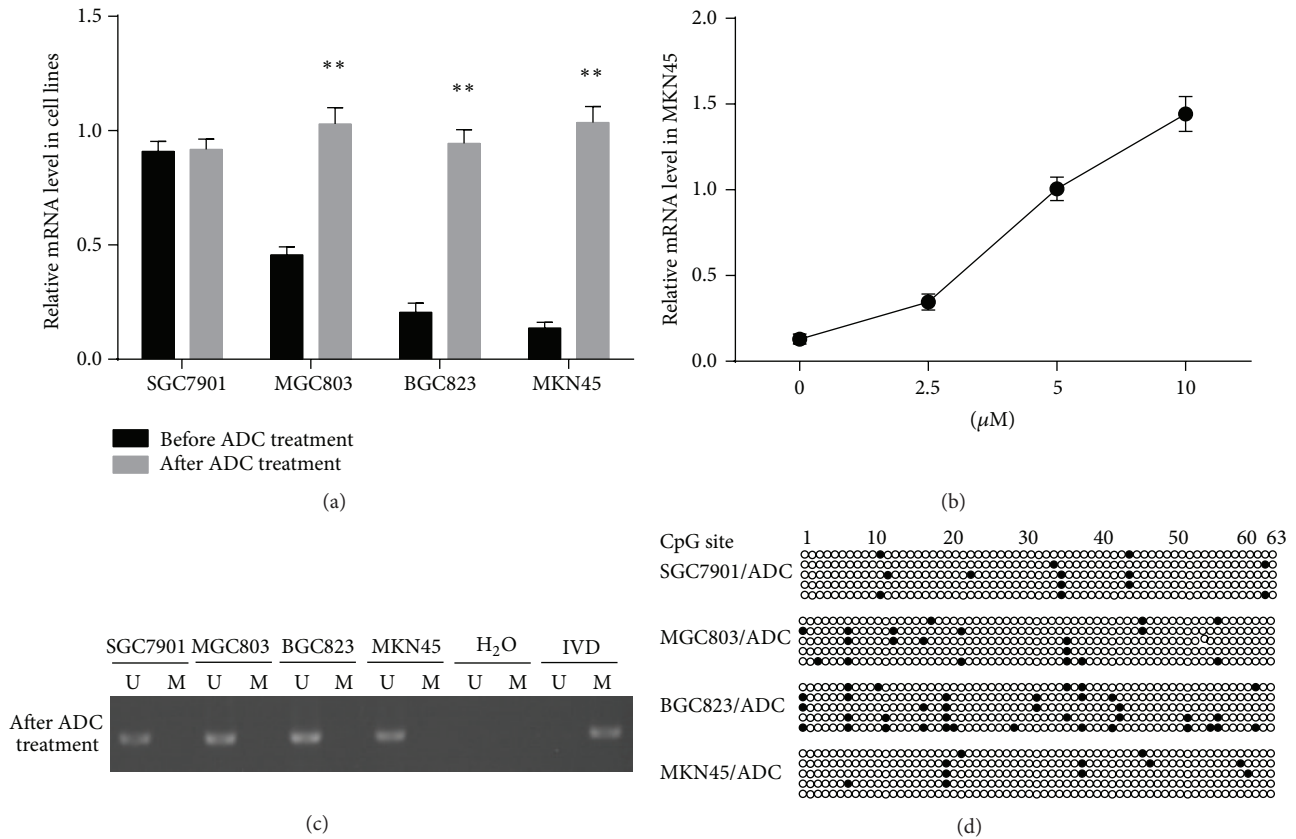 1.5
1.0
0.5
0.0
Relative mRNA level in cell lines
**
**
**
SGC7901 MGC803 BGC823 MKN45
Before ADC treatment
After ADC treatment
(a)
2.0
1.5
1.0
0.5
0.0
Relative mRNA level in MKN45
0 2.5 5 10
(μM)
(b)
SGC7901 MGC803 BGC823 MKN45 H₂O IVD
U M U M U M U M U M U M
After ADC
treatment
(c)
CpG site 1 10 20 30 40 50 60 63
SGC7901/ADC
MGC803/ADC
BGC823/ADC
MKN45/ADC
(d)